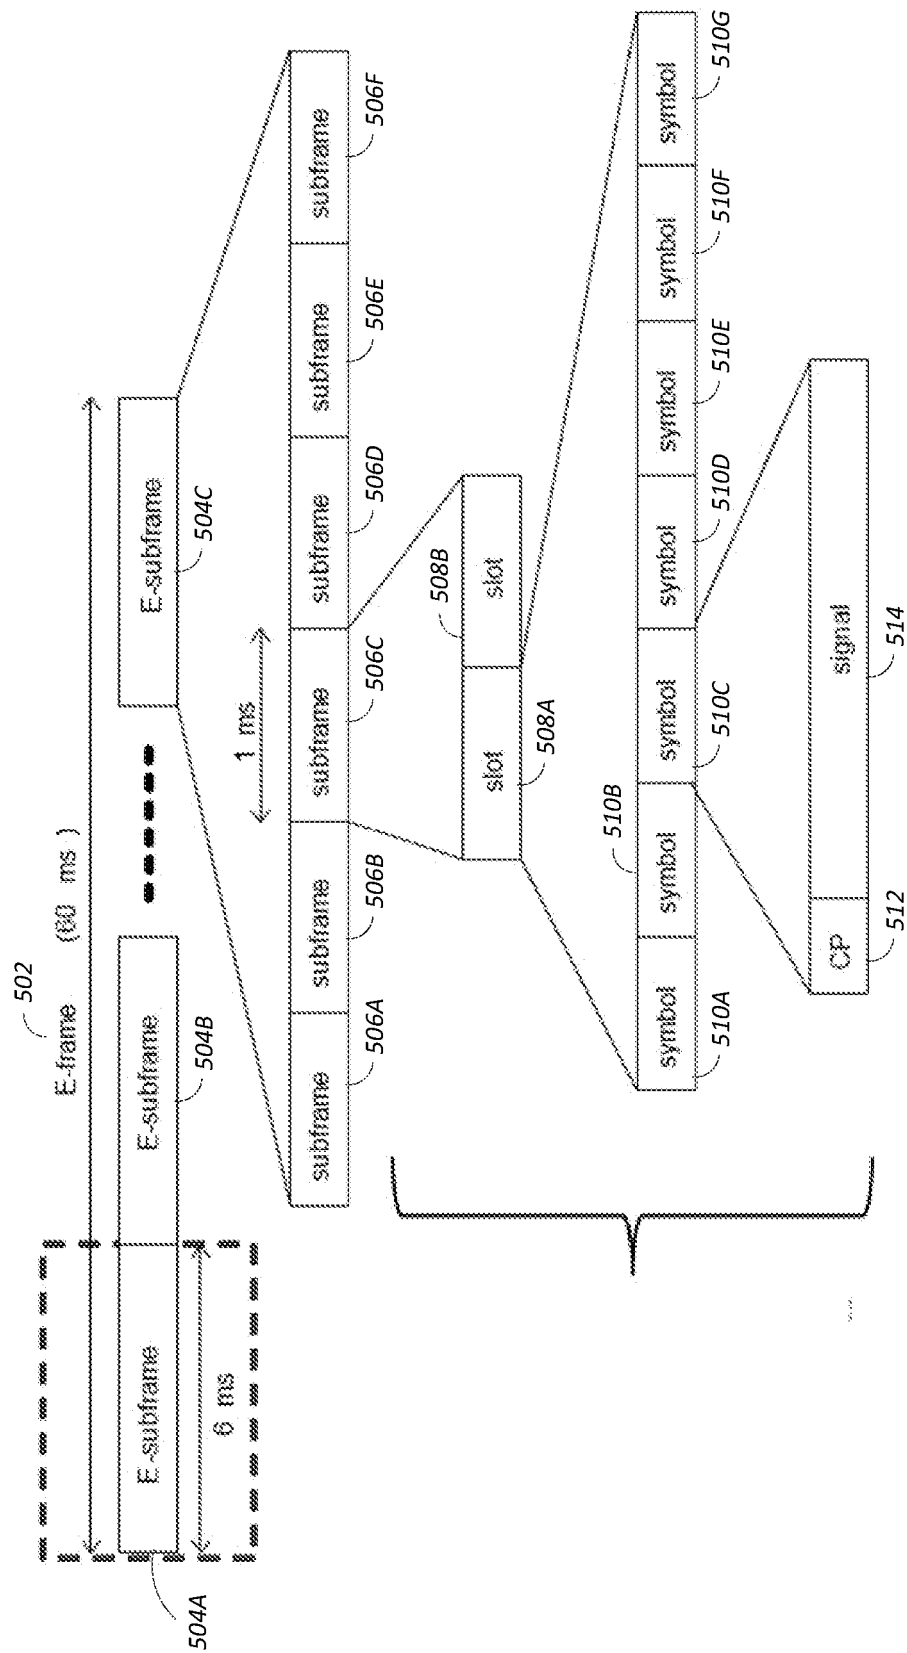 502
E-frame (60 ms )
E-subframe
E-subframe
E-subframe
504A
6 ms
504B
504C
1 ms
subframe subframe subframe subframe subframe subframe
506A 506B 506C 506D 506E 506F
508B
slot slot
508A
510B
symbol symbol symbol symbol symbol symbol symbol
510A 510C 510D 510E 510F 510G
CP signal
512 514